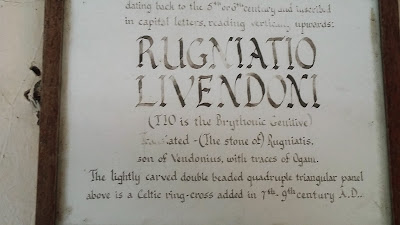 dating back to the 5th or 6th century and inscribed
in capital letters, reading vertically upwards:
RUGNIATIO
LIVENDONI
(TIO is the Brythonic Genitive)
-(The stone of) Rugniatis,
son of Vendonius, with traces of Ogam.
The lightly carved double beaded quadruple triangular panel
above is a Celtic ring-cross added in 7th-9th century A.D.